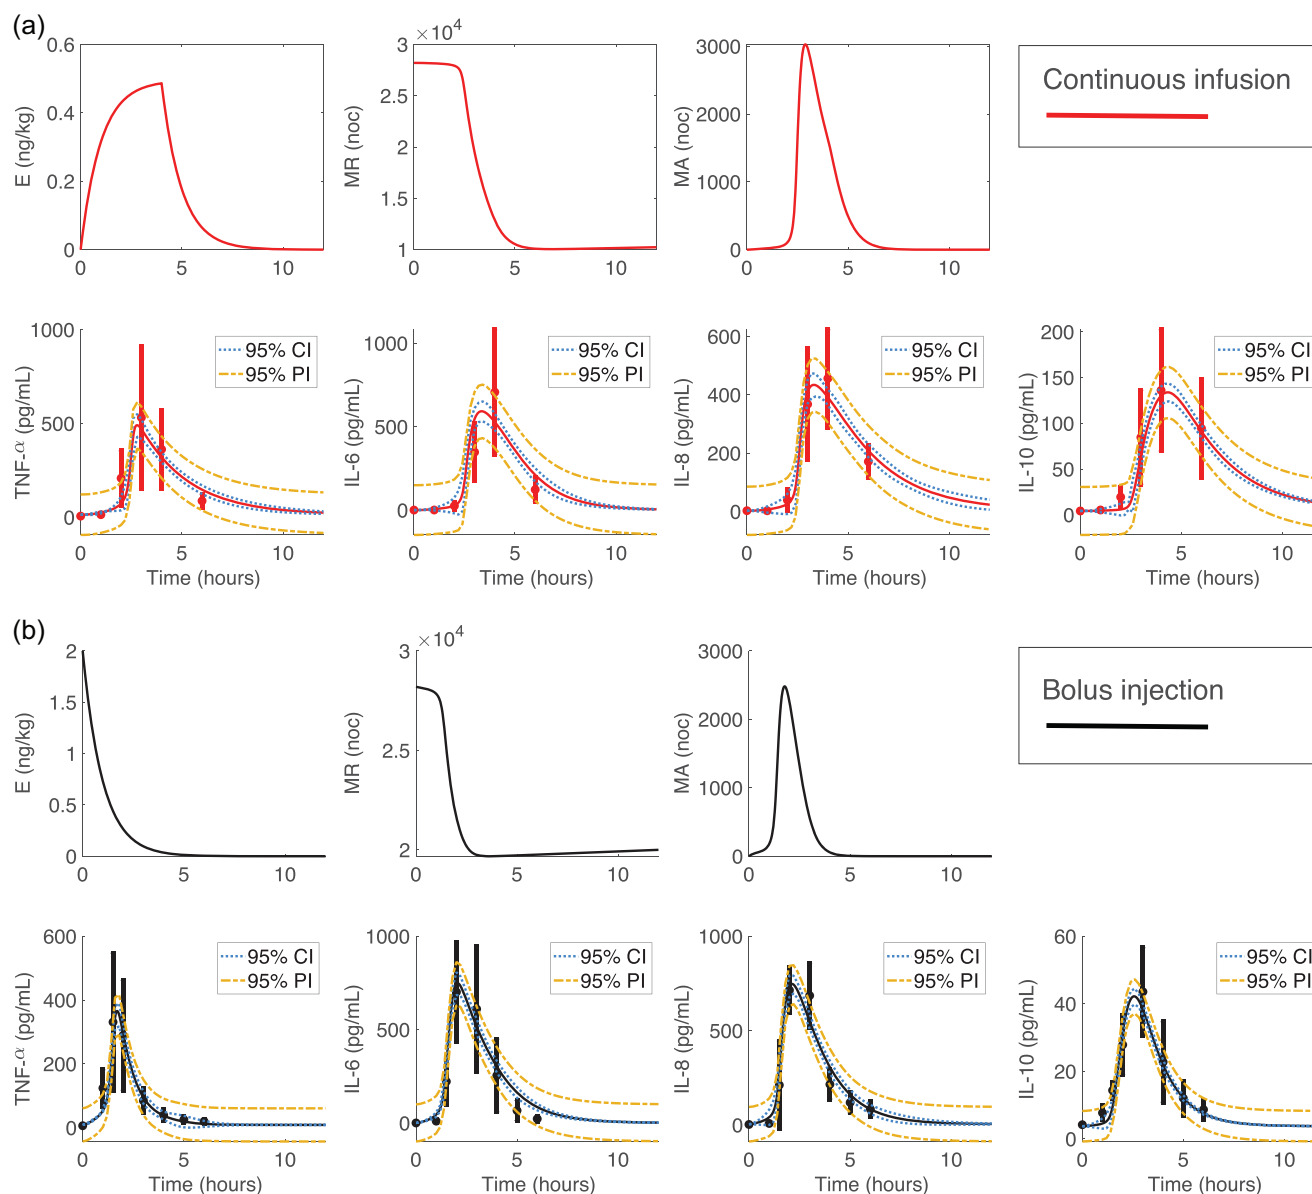 (a)
×10⁴
0.6
0.4
0.2
0
E (ng/kg)
0 5 10
3
2.5
2
1.5
1
MR (noc)
0 5 10
3000
2000
1000
0
MA (noc)
0 5 10
Continuous infusion
1000
500
0
TNF-α (pg/mL)
95% CI
95% PI
0 5 10
Time (hours)
1000
500
0
IL-6 (pg/mL)
95% CI
95% PI
0 5 10
Time (hours)
600
400
200
0
IL-8 (pg/mL)
95% CI
95% PI
0 5 10
Time (hours)
200
150
100
50
0
IL-10 (pg/mL)
95% CI
95% PI
0 5 10
Time (hours)
(b)
×10⁴
2
1.5
1
0.5
0
E (ng/kg)
0 5 10
3
2.5
2
MR (noc)
0 5 10
3000
2000
1000
0
MA (noc)
0 5 10
Bolus injection
600
400
200
0
TNF-α (pg/mL)
95% CI
95% PI
0 5 10
Time (hours)
1000
500
0
IL-6 (pg/mL)
95% CI
95% PI
0 5 10
Time (hours)
1000
500
0
IL-8 (pg/mL)
95% CI
95% PI
0 5 10
Time (hours)
60
40
20
0
IL-10 (pg/mL)
95% CI
95% PI
0 5 10
Time (hours)